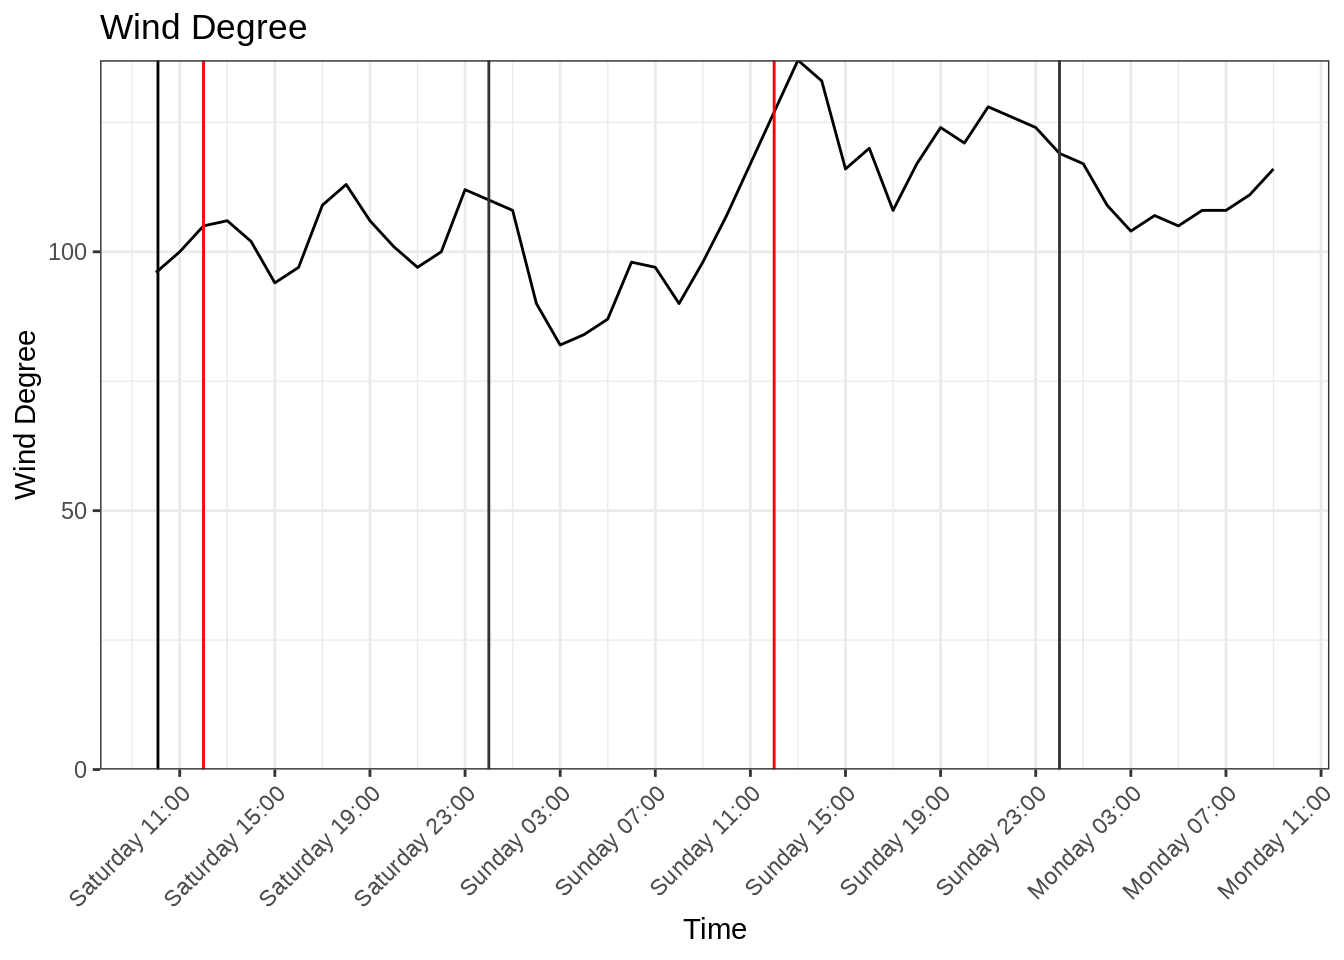 Wind Degree
Wind Degree
100
50
0
Saturday 11:00
Saturday 15:00
Saturday 19:00
Saturday 23:00
Sunday 03:00
Sunday 07:00
Sunday 11:00
Sunday 15:00
Sunday 19:00
Sunday 23:00
Monday 03:00
Monday 07:00
Monday 11:00
Time